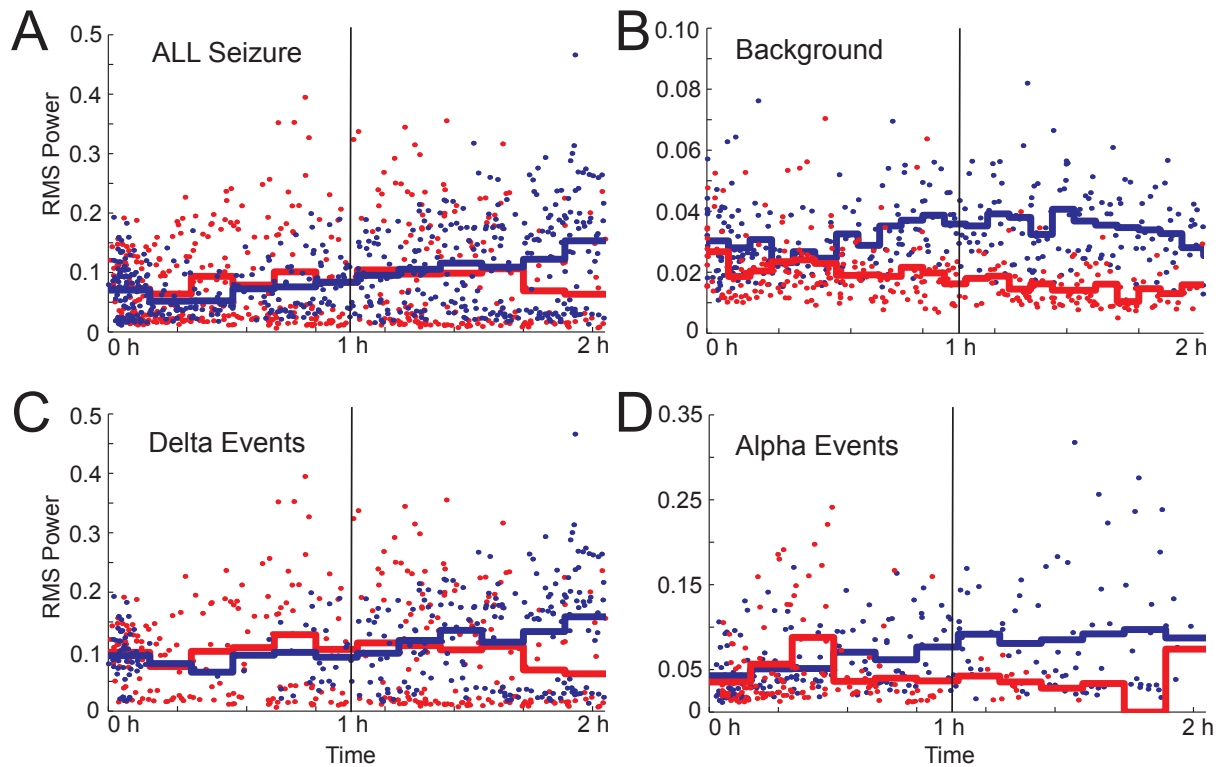 A
ALL Seizure
RMS Power
0.5
0.4
0.3
0.2
0.1
0
0 h
1 h
2 h
B
Background
0.10
0.08
0.06
0.04
0.02
0
0 h
1 h
2 h
C
Delta Events
RMS Power
0.5
0.4
0.3
0.2
0.1
0
0 h
1 h
2 h
Time
D
Alpha Events
0.35
0.25
0.15
0.10
0.05
0
0 h
1 h
2 h
Time